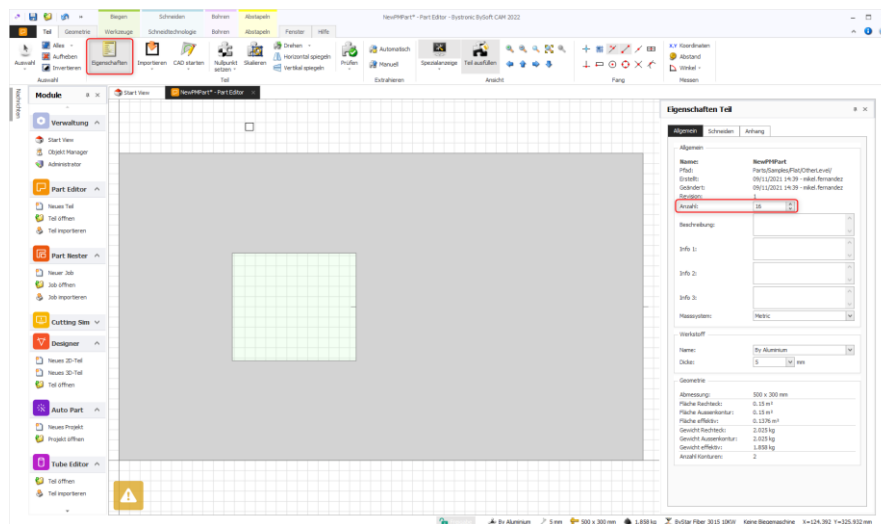 NewPMPart* - Part Editor - Bystronic BySoft CAM 2022
Biegen Schneiden Bohren Abstapeln
Teil Geometrie Werkzeuge Schneidtechnologie Bohren Abstapeln Fenster Hilfe
Auswahl
Alles
Aufheben
Invertieren
Eigenschaften
Importieren
CAD starten
Nullpunkt setzen
Skalieren
Drehen
Horizontal spiegeln
Vertikal spiegeln
Prüfen
Automatisch
Manuell
Spezialanzeige
Teil ausfüllen
X,Y Koordinaten
Abstand
Winkel
Auswahl Teil Extrahieren Ansicht Fang Messen
Nachrichten
Module
Verwaltung
Start View
Objekt Manager
Administrator
Part Editor
Neues Teil
Teil öffnen
Teil importieren
Part Nester
Neuer Job
Job öffnen
Job importieren
Cutting Sim
Designer
Neues 2D-Teil
Neues 3D-Teil
Teil öffnen
Auto Part
Neues Projekt
Projekt öffnen
Tube Editor
Teil öffnen
Teil importieren
Start View NewPMPart* - Part Editor
Eigenschaften Teil
Allgemein Schneiden Anhang
Allgemein
Name: NewPMPart
Pfad: Parts/Samples/Flat/OtherLevel/
Erstellt: 09/11/2021 14:39 - mikel.fernandez
Geändert: 09/11/2021 14:39 - mikel.fernandez
Revision: 1
Anzahl: 16
Beschreibung:
Info 1:
Info 2:
Info 3:
Masssystem: Metric
Werkstoff
Name: By Aluminium
Dicke: 5 mm
Geometrie
Abmessung: 500 x 300 mm
Fläche Rechteck: 0.15 m²
Fläche Aussenkontur: 0.15 m²
Fläche effektiv: 0.1376 m²
Gewicht Rechteck: 2.025 kg
Gewicht Aussenkontur: 2.025 kg
Gewicht effektiv: 1.858 kg
Anzahl Konturen: 2
By Aluminium 5 mm 500 x 300 mm 1.858 kg ByStar Fiber 3015 10KW Keine Biegemaschine X=124.392 Y=325.932 mm